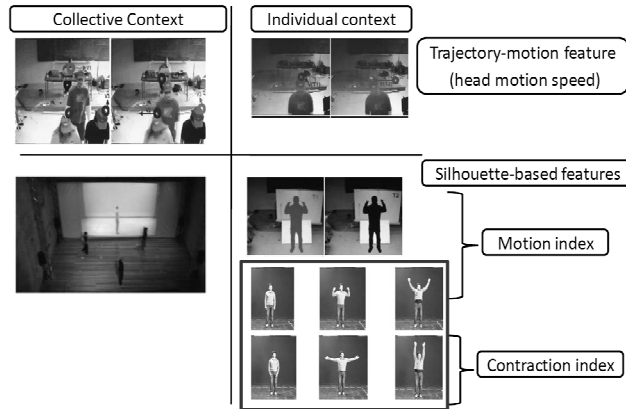 Collective Context
Individual context
Trajectory-motion feature
(head motion speed)
Silhouette-based features
Motion index
Contraction index